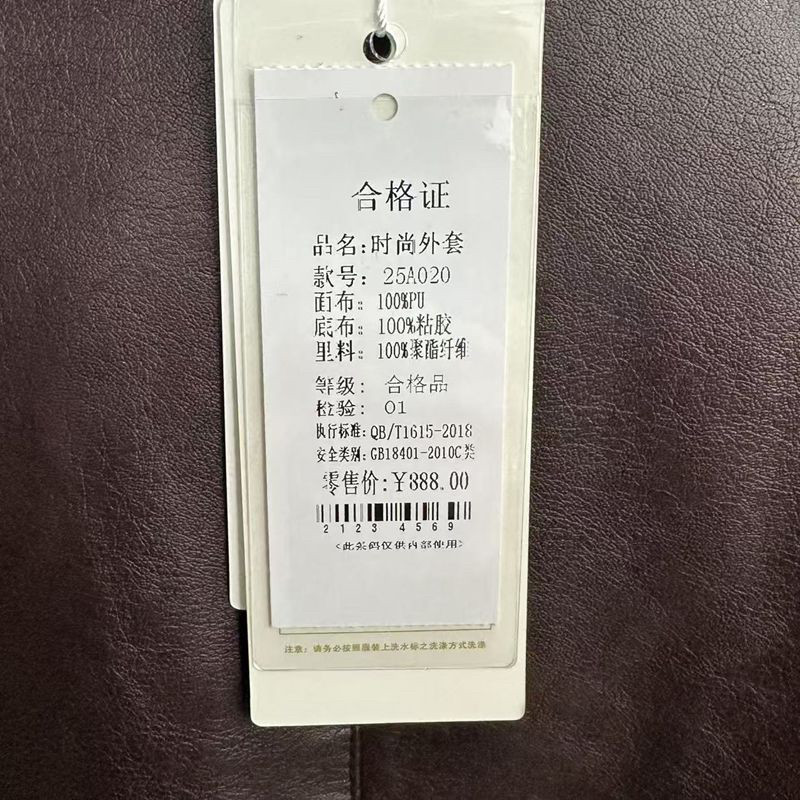 合格证
品名:时尚外套
款号: 25A020
面布: 100%PU
底布: 100%粘胶
里料: 100%聚酯纤维
等级: 合格品
检验: 01
执行标准: QB/T1615-2018
安全类别: GB18401-2010C类
零售价:¥388.00
2123 4569
<此条码仅供内部使用>
注意: 请务必按照服装上洗水标之洗涤方式洗涤